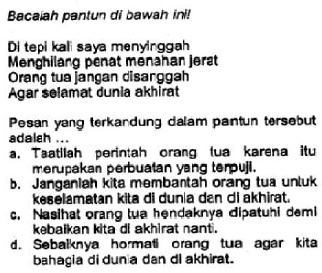 Bacalah pantun di bawah ini!
Di tepi kali saya menyinggah
Menghilang penat menahan jerat
Orang tua jangan disanggah
Agar selamat dunia akhirat
Pesan yang terkandung dalam pantun tersebut
adalah ...
a. Taatilah perintah orang tua karena itu
merupakan perbuatan yang terpuji.
b. Janganlah kita membantah orang tua untuk
keselamatan kita di dunia dan di akhirat.
c. Nasihat orang tua hendaknya dipatuhi demi
kebaikan kita di akhirat nanti.
d. Sebaiknya hormati orang tua agar kita
bahagia di dunia dan di akhirat.